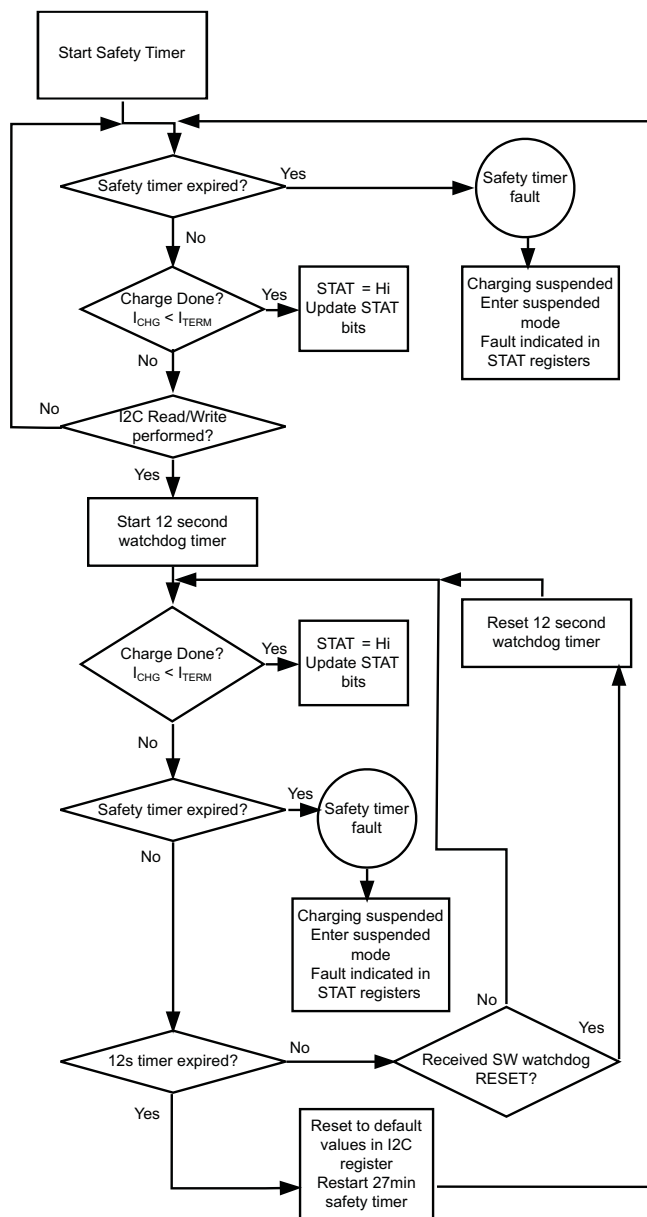 Start Safety Timer
Safety timer expired?
Yes
Safety timer
fault
No
Charging suspended
Enter suspended
mode
Fault indicated in
STAT registers
Charge Done?
ICHG < ITERM
Yes
STAT = Hi
Update STAT
bits
No
I2C Read/Write
performed?
No
Yes
Start 12 second
watchdog timer
Reset 12 second
watchdog timer
Charge Done?
ICHG < ITERM
Yes
STAT = Hi
Update STAT
bits
No
Safety timer expired?
Yes
Safety timer
fault
No
Charging suspended
Enter suspended
mode
Fault indicated in
STAT registers
12s timer expired?
No
Received SW watchdog
RESET?
No
Yes
Yes
Reset to default
values in I2C
register
Restart 27min
safety timer